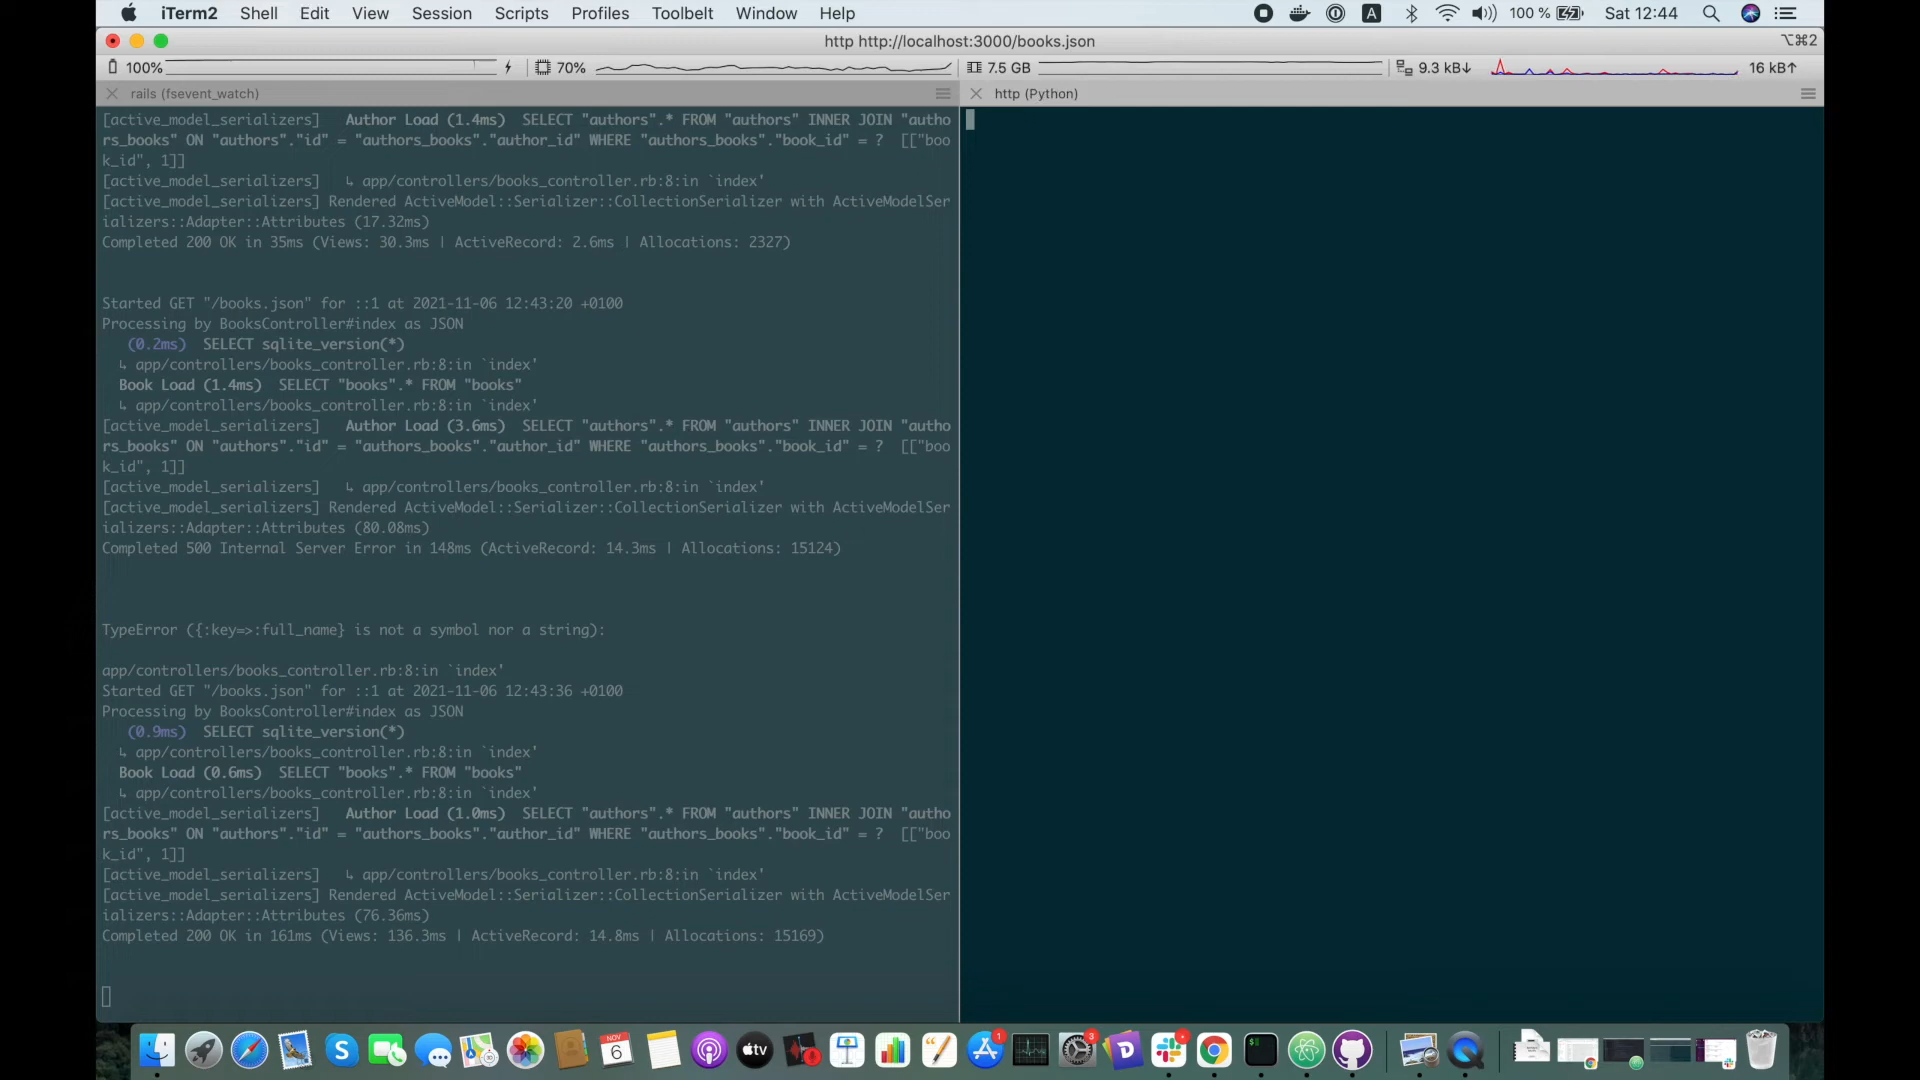 iTerm2 Shell Edit View Session Scripts Profiles Toolbelt Window Help A 100 % Sat 12:44
http http://localhost:3000/books.json ⌥⌘2
100% 70% 7.5 GB 9.3 kB↓ 16 kB↑
rails (fsevent_watch)
[active_model_serializers]   Author Load (1.4ms)  SELECT "authors".* FROM "authors" INNER JOIN "autho
rs_books" ON "authors"."id" = "authors_books"."author_id" WHERE "authors_books"."book_id" = ?  [["boo
k_id", 1]]
[active_model_serializers]   ↳ app/controllers/books_controller.rb:8:in `index'
[active_model_serializers] Rendered ActiveModel::Serializer::CollectionSerializer with ActiveModelSer
ializers::Adapter::Attributes (17.32ms)
Completed 200 OK in 35ms (Views: 30.3ms | ActiveRecord: 2.6ms | Allocations: 2327)
Started GET "/books.json" for ::1 at 2021-11-06 12:43:20 +0100
Processing by BooksController#index as JSON
(0.2ms)  SELECT sqlite_version(*)
↳ app/controllers/books_controller.rb:8:in `index'
Book Load (1.4ms)  SELECT "books".* FROM "books"
↳ app/controllers/books_controller.rb:8:in `index'
[active_model_serializers]   Author Load (3.6ms)  SELECT "authors".* FROM "authors" INNER JOIN "autho
rs_books" ON "authors"."id" = "authors_books"."author_id" WHERE "authors_books"."book_id" = ?  [["boo
k_id", 1]]
[active_model_serializers]   ↳ app/controllers/books_controller.rb:8:in `index'
[active_model_serializers] Rendered ActiveModel::Serializer::CollectionSerializer with ActiveModelSer
ializers::Adapter::Attributes (80.08ms)
Completed 500 Internal Server Error in 148ms (ActiveRecord: 14.3ms | Allocations: 15124)
TypeError ({:key=>:full_name} is not a symbol nor a string):
app/controllers/books_controller.rb:8:in `index'
Started GET "/books.json" for ::1 at 2021-11-06 12:43:36 +0100
Processing by BooksController#index as JSON
(0.9ms)  SELECT sqlite_version(*)
↳ app/controllers/books_controller.rb:8:in `index'
Book Load (0.6ms)  SELECT "books".* FROM "books"
↳ app/controllers/books_controller.rb:8:in `index'
[active_model_serializers]   Author Load (1.0ms)  SELECT "authors".* FROM "authors" INNER JOIN "autho
rs_books" ON "authors"."id" = "authors_books"."author_id" WHERE "authors_books"."book_id" = ?  [["boo
k_id", 1]]
[active_model_serializers]   ↳ app/controllers/books_controller.rb:8:in `index'
[active_model_serializers] Rendered ActiveModel::Serializer::CollectionSerializer with ActiveModelSer
ializers::Adapter::Attributes (76.36ms)
Completed 200 OK in 161ms (Views: 136.3ms | ActiveRecord: 14.8ms | Allocations: 15169)
http (Python)
NOV
6
tv
1
3